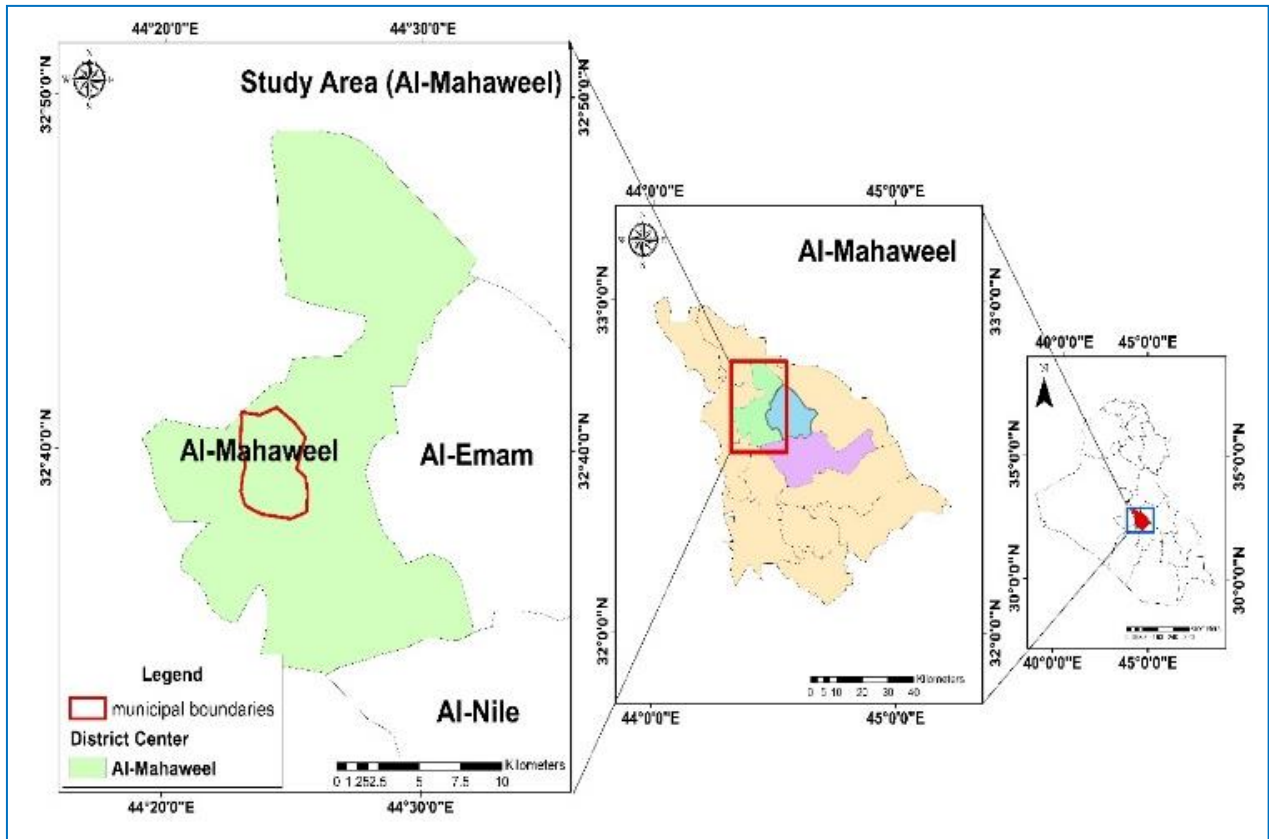 44°20'0"E 44°30'0"E
Study Area (Al-Mahaweel)
N
W E
S
32°50'0"N
32°50'0"N
32°40'0"N
32°40'0"N
Al-Mahaweel
Al-Emam
Al-Nile
Legend
municipal boundaries
District Center
Al-Mahaweel
Kilometers
0 1.252.5 5 7.5 10
44°20'0"E 44°30'0"E
44°0'0"E 45°0'0"E
Al-Mahaweel
33°0'0"N
33°0'0"N
32°40'0"N
32°0'0"N
32°0'0"N
Kilometers
0 5 10 20 30 40
44°0'0"E 45°0'0"E
40°0'0"E 45°0'0"E
N
35°0'0"N
35°0'0"N
30°0'0"N
30°0'0"N
40°0'0"E 45°0'0"E